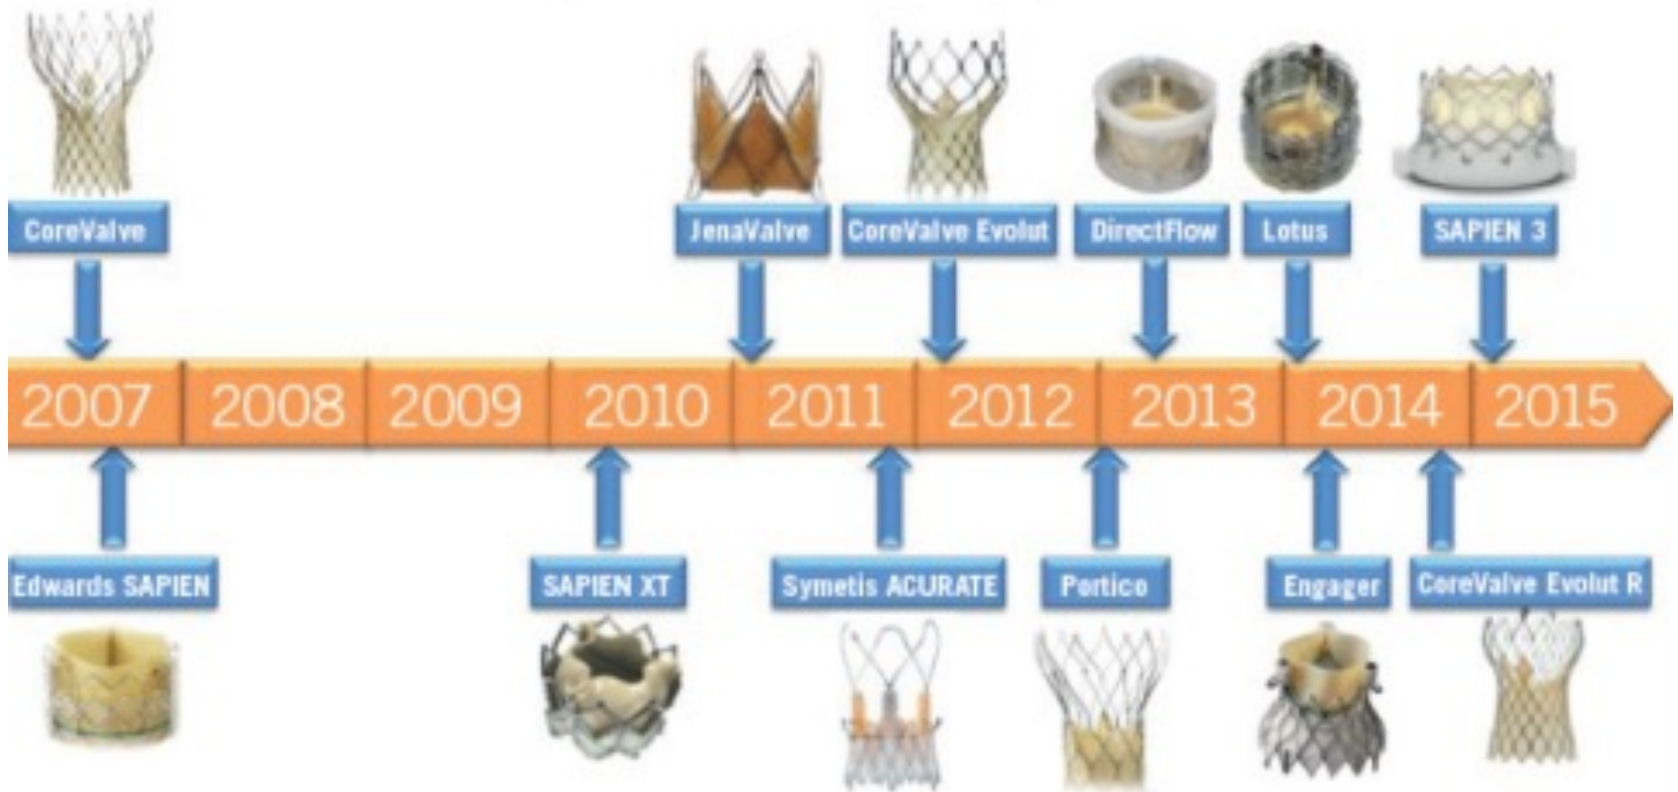 CoreValve
JenaValve
CoreValve Evolut
DirectFlow
Lotus
SAPIEN 3
2007
2008
2009
2010
2011
2012
2013
2014
2015
Edwards SAPIEN
SAPIEN XT
Symetis ACURATE
Portico
Engager
CoreValve Evolut R